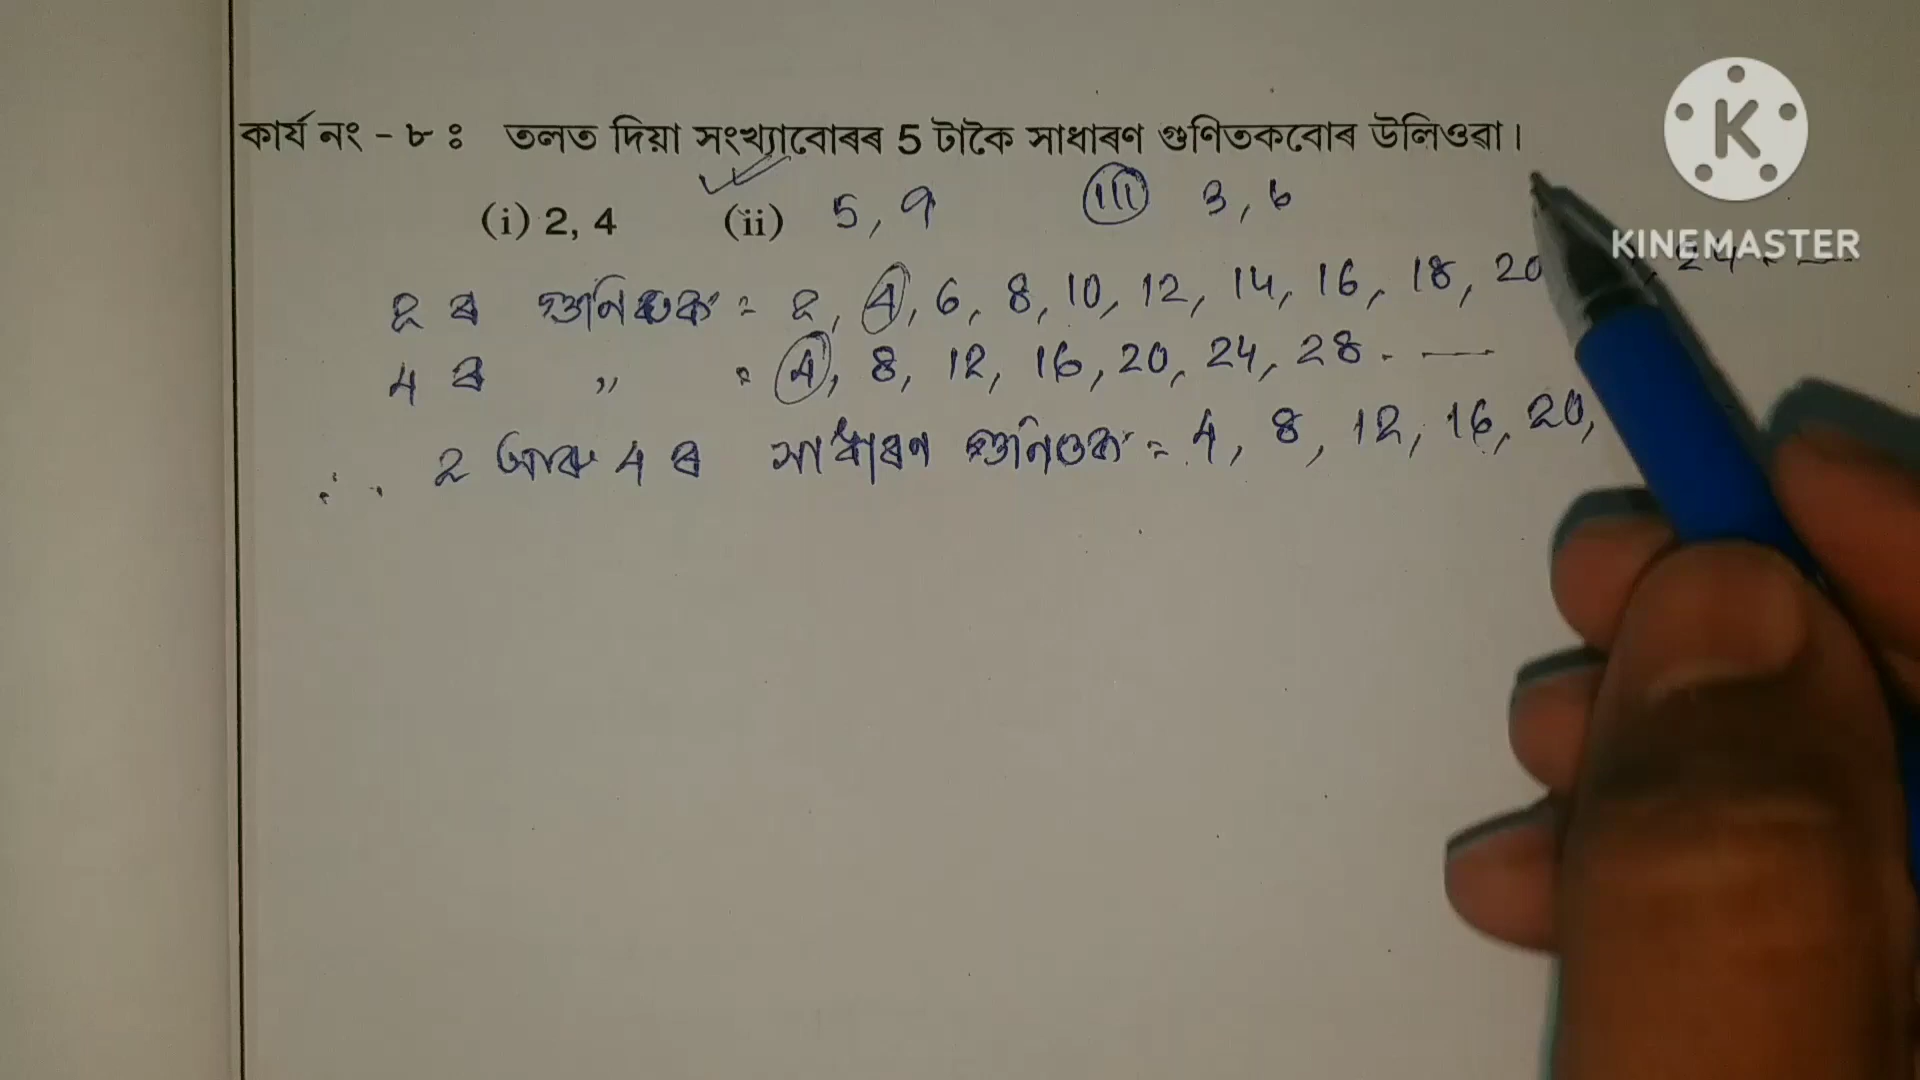 কাৰ্য নং - ৮ ঃ তলত দিয়া সংখ্যাবোৰৰ 5 টাকৈ সাধাৰণ গুণিতকবোৰ উলিওৱা।
(i) 2, 4 (ii) 5, 9 (III) 3, 6
KINEMASTER
2 ৰ গুনিতক = 2, 4, 6, 8, 10, 12, 14, 16, 18, 20 , 24 . —
4 ৰ ,, = 4, 8, 12, 16, 20, 24, 28 . —
∴ 2 আৰু 4 ৰ সাধাৰন গুনিতক = 4, 8, 12, 16, 20,